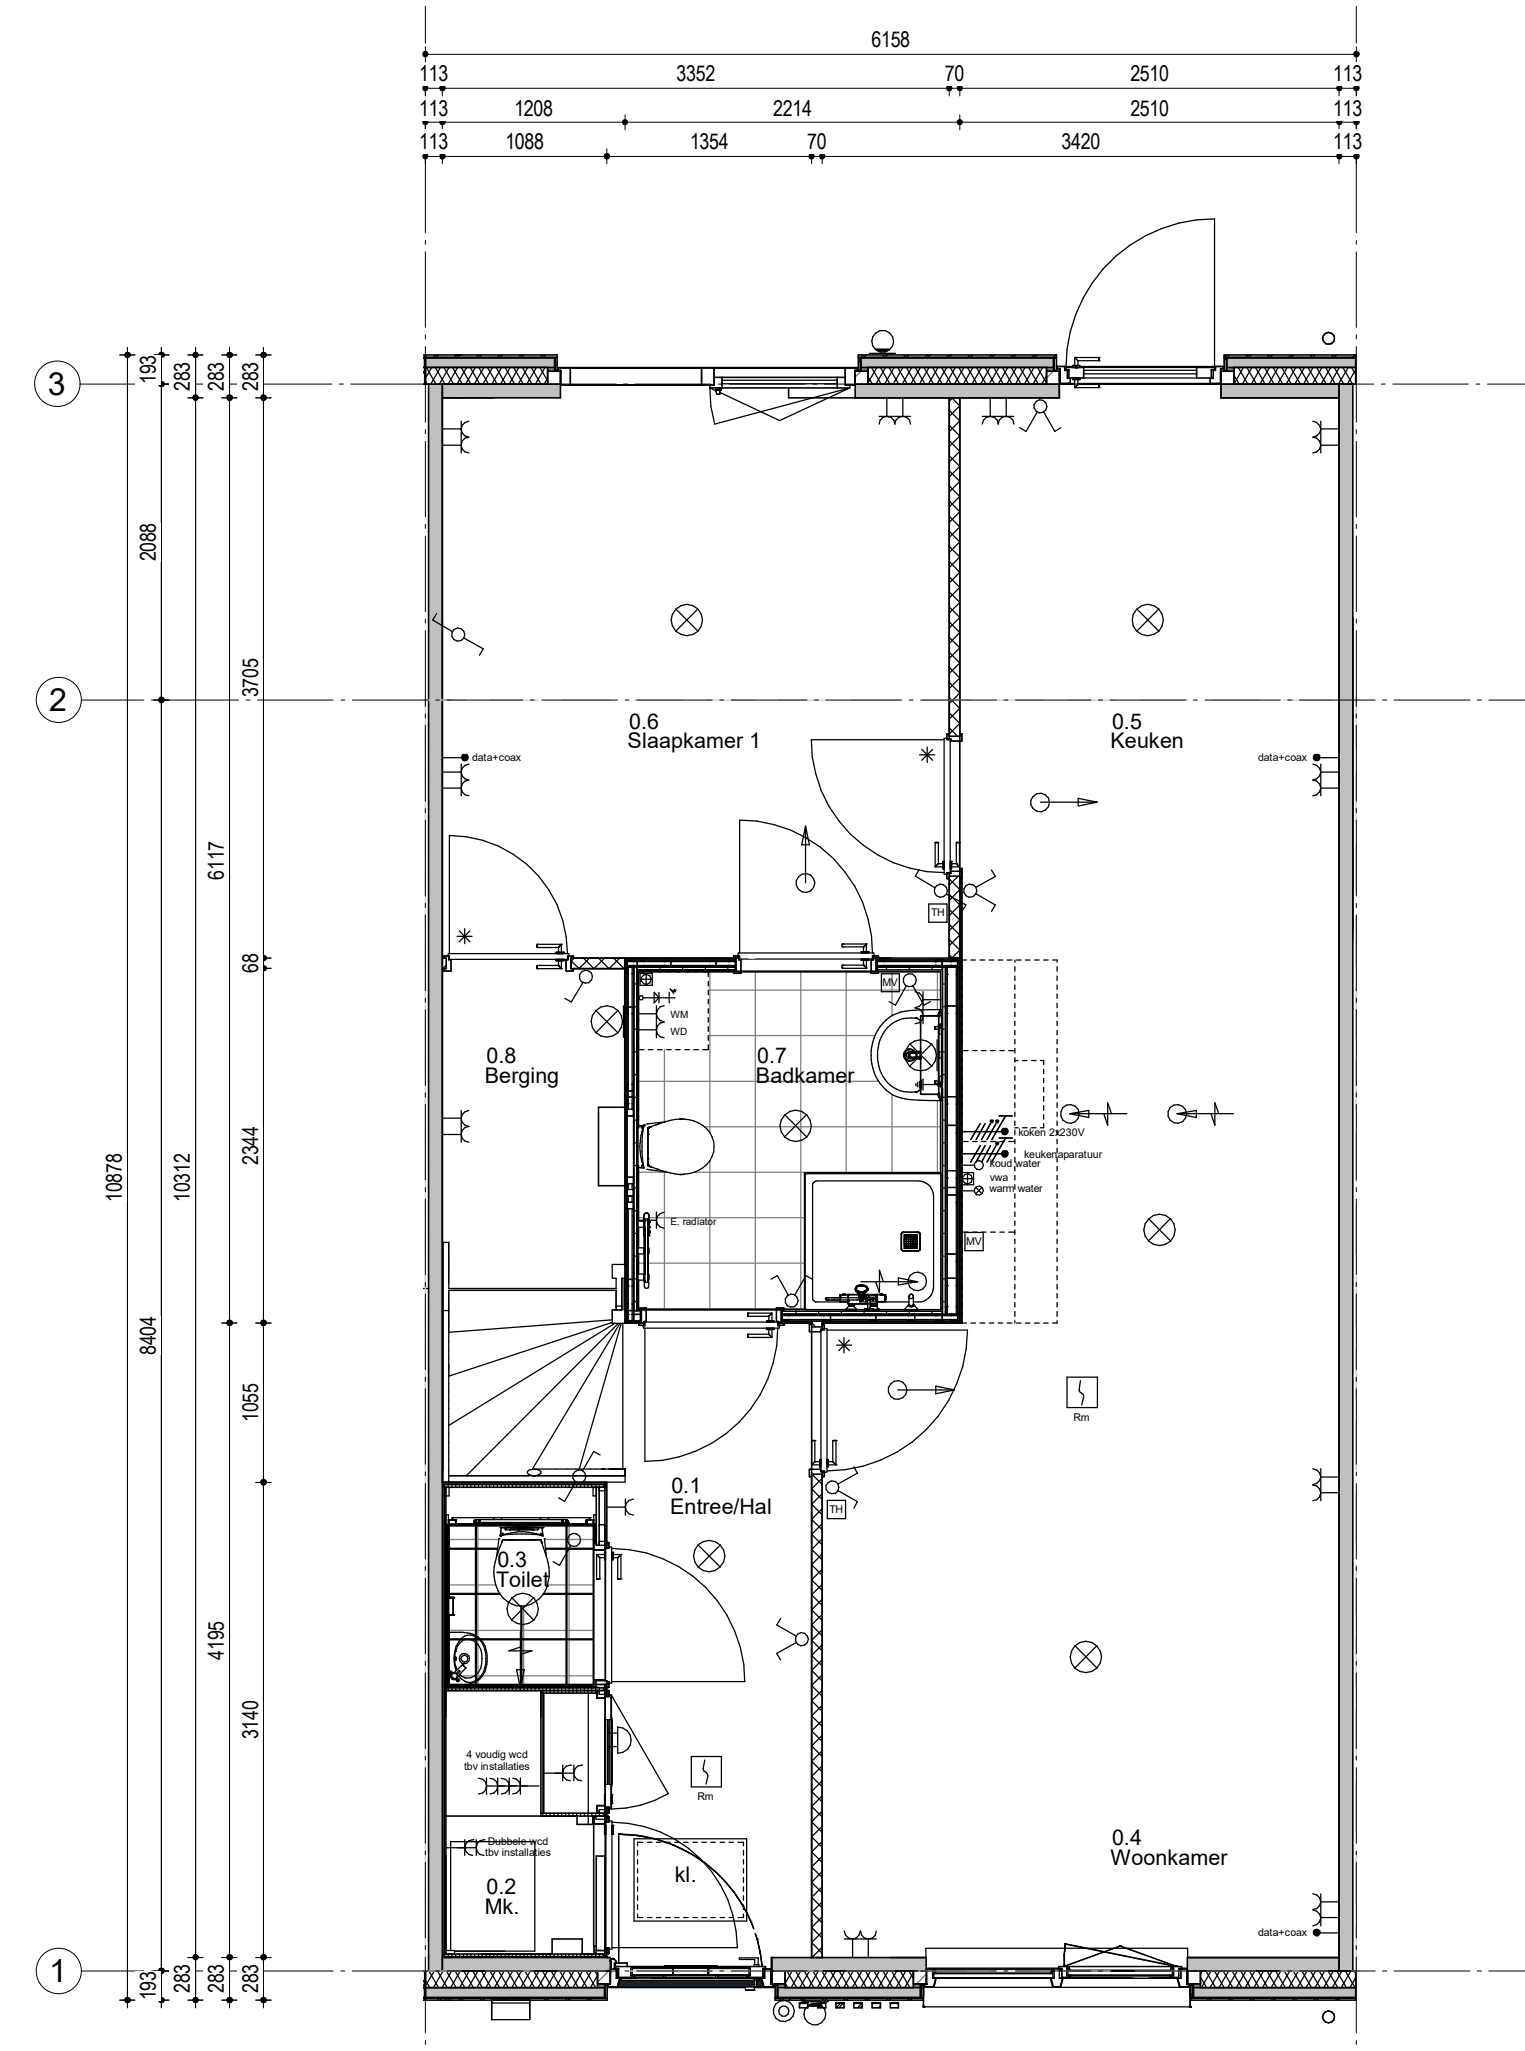 6158
113 3352 70 2510 113
113 1208 2214 2510 113
113 1088 1354 70 3420 113
3
193
283
283
283
2088
2
3705
0.6
Slaapkamer 1
0.5
Keuken
data+coax
data+coax
6117
TH
68
MV
WM
WD
0.8
Berging
0.7
Badkamer
10878
10312
2344
koken 2x230V
keukenapparatuur
koud water
vwa
warm water
E. radiator
MV
8404
1055
Rm
0.1
Entree/Hal
TH
0.3
Toilet
4195
3140
4 voudig wcd
tbv installaties
Rm
Dubbele wcd
tbv installaties
0.4
Woonkamer
kl.
0.2
Mk.
data+coax
1
193
283
283
283